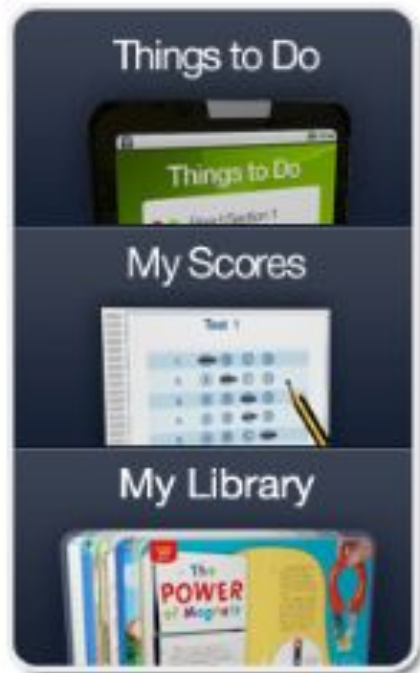 Things to Do
Things to Do
My Scores
Test 1
My Library
The
POWER
of Magnets